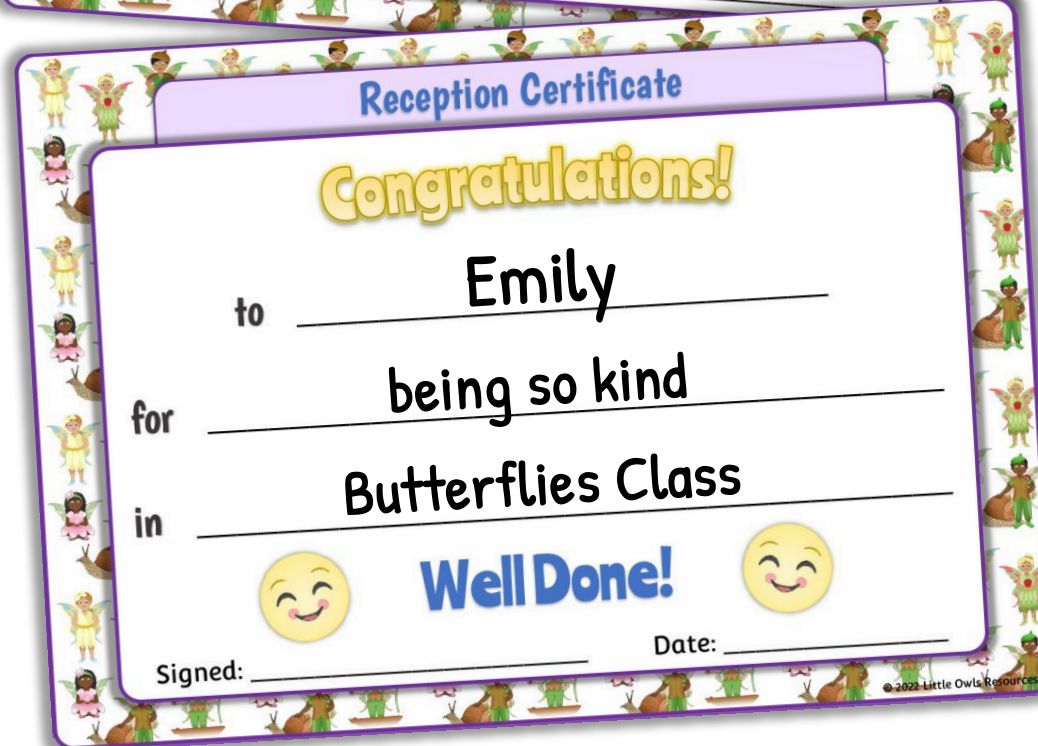 Reception Certificate
Congratulations!
to Emily
for being so kind
in Butterflies Class
Well Done!
Signed: Date:
© 2022 Little Owls Resources